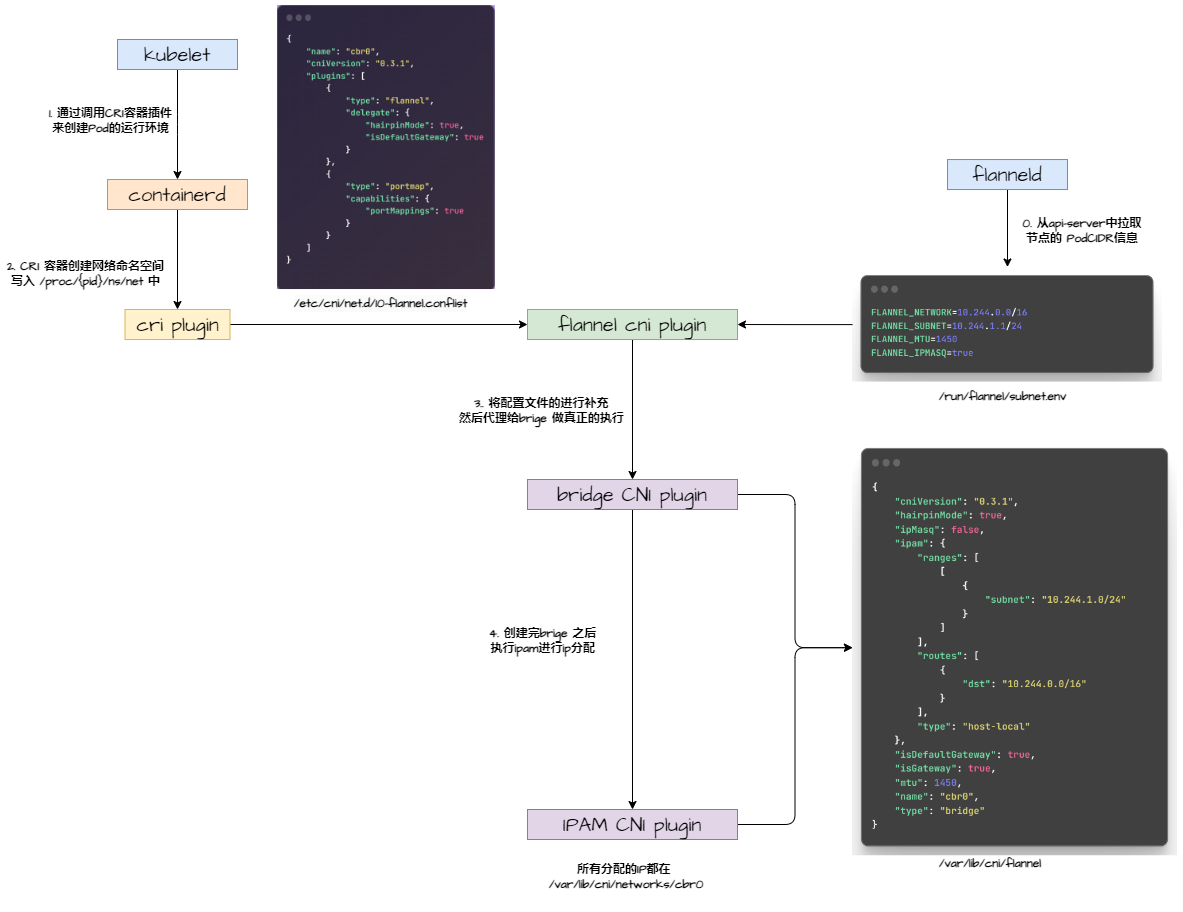 kubelet
1. 通过调用CRI容器插件
来创建Pod的运行环境
containerd
2. CRI 容器创建网络命名空间
写入 /proc/{pid}/ns/net 中
cri plugin
{
"name": "cbr0",
"cniVersion": "0.3.1",
"plugins": [
{
"type": "flannel",
"delegate": {
"hairpinMode": true,
"isDefaultGateway": true
}
},
{
"type": "portmap",
"capabilities": {
"portMappings": true
}
}
]
}
/etc/cni/net.d/10-flannel.conflist
flanneld
0. 从api-server中拉取
节点的 PodCIDR信息
FLANNEL_NETWORK=10.244.0.0/16
FLANNEL_SUBNET=10.244.1.1/24
FLANNEL_MTU=1450
FLANNEL_IPMASQ=true
/run/flannel/subnet.env
flannel cni plugin
3. 将配置文件的进行补充
然后代理给brige 做真正的执行
bridge CNI plugin
4. 创建完brige 之后
执行ipam进行ip分配
IPAM CNI plugin
所有分配的IP都在
/var/lib/cni/networks/cbr0
{
"cniVersion": "0.3.1",
"hairpinMode": true,
"ipMasq": false,
"ipam": {
"ranges": [
[
{
"subnet": "10.244.1.0/24"
}
]
],
"routes": [
{
"dst": "10.244.0.0/16"
}
],
"type": "host-local"
},
"isDefaultGateway": true,
"isGateway": true,
"mtu": 1450,
"name": "cbr0",
"type": "bridge"
}
/var/lib/cni/flannel